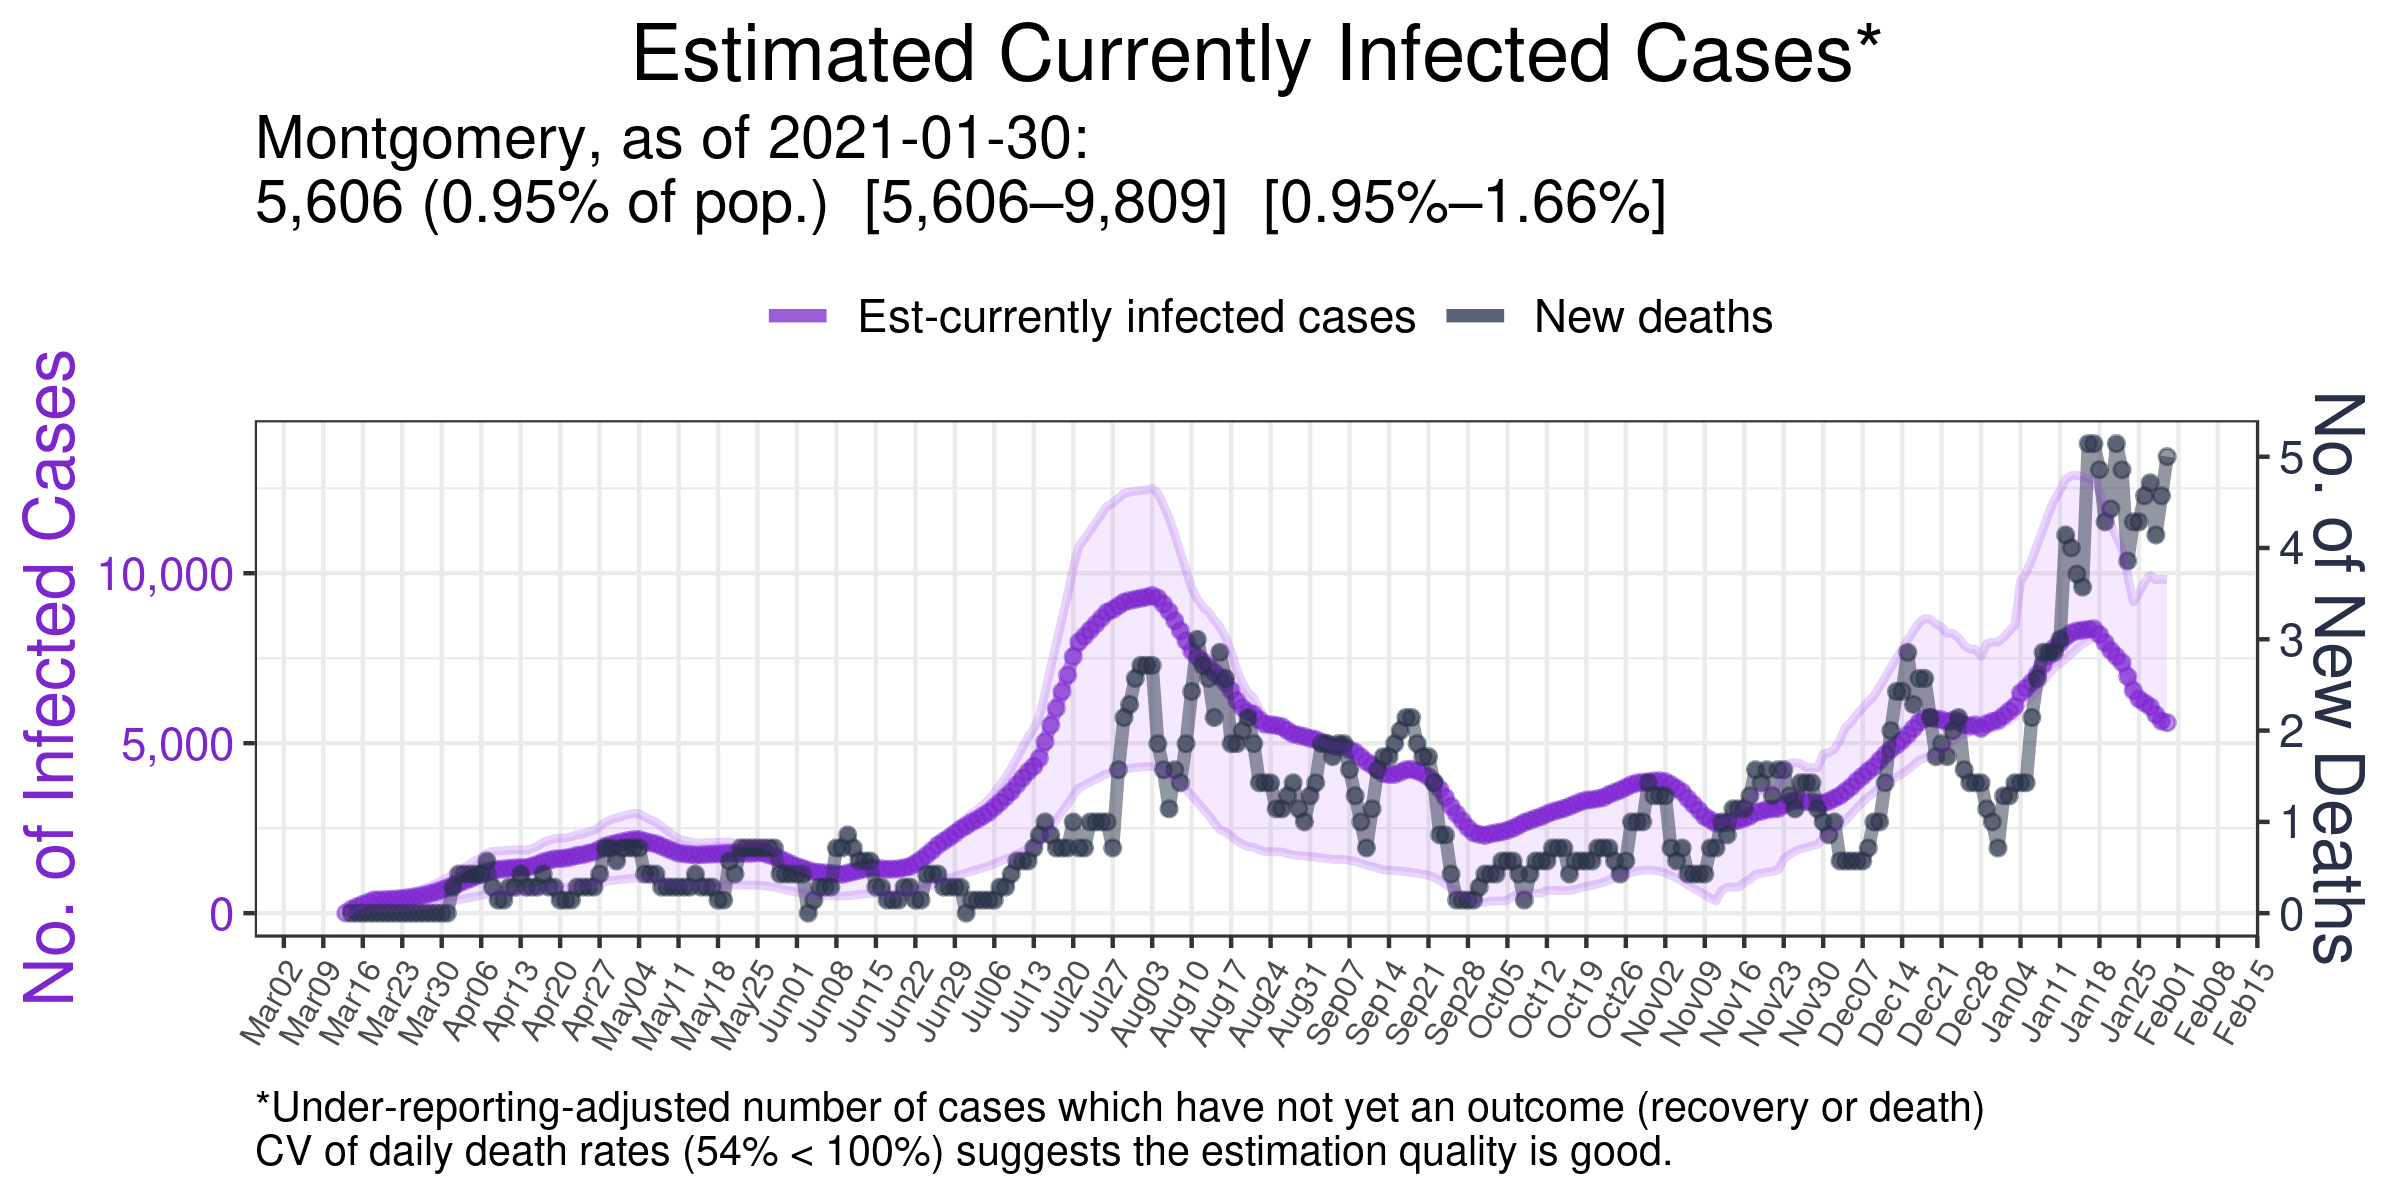 Estimated Currently Infected Cases*
Montgomery, as of 2021-01-30:
5,606 (0.95% of pop.)  [5,606–9,809]  [0.95%–1.66%]
Est-currently infected cases
New deaths
No. of Infected Cases
10,000
5,000
0
5
4
3
2
1
0
No. of New Deaths
Mar02
Mar09
Mar16
Mar23
Mar30
Apr06
Apr13
Apr20
Apr27
May04
May11
May18
May25
Jun01
Jun08
Jun15
Jun22
Jun29
Jul06
Jul13
Jul20
Jul27
Aug03
Aug10
Aug17
Aug24
Aug31
Sep07
Sep14
Sep21
Sep28
Oct05
Oct12
Oct19
Oct26
Nov02
Nov09
Nov16
Nov23
Nov30
Dec07
Dec14
Dec21
Dec28
Jan04
Jan11
Jan18
Jan25
Feb01
Feb08
Feb15
*Under-reporting-adjusted number of cases which have not yet an outcome (recovery or death)
CV of daily death rates (54% < 100%) suggests the estimation quality is good.